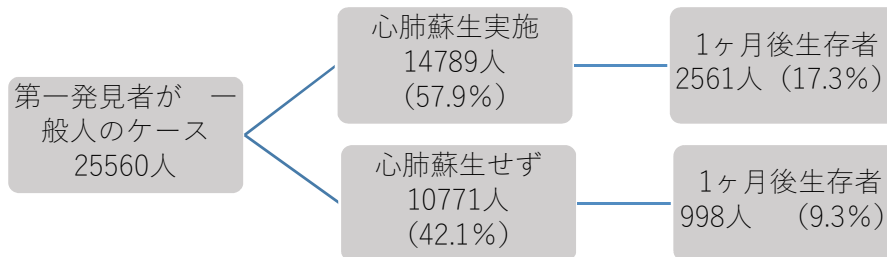 第一発見者が　一
般人のケース
25560人
心肺蘇生実施
14789人
(57.9%)
1ヶ月後生存者
2561人 (17.3%)
心肺蘇生せず
10771人
(42.1%)
1ヶ月後生存者
998人　(9.3%)